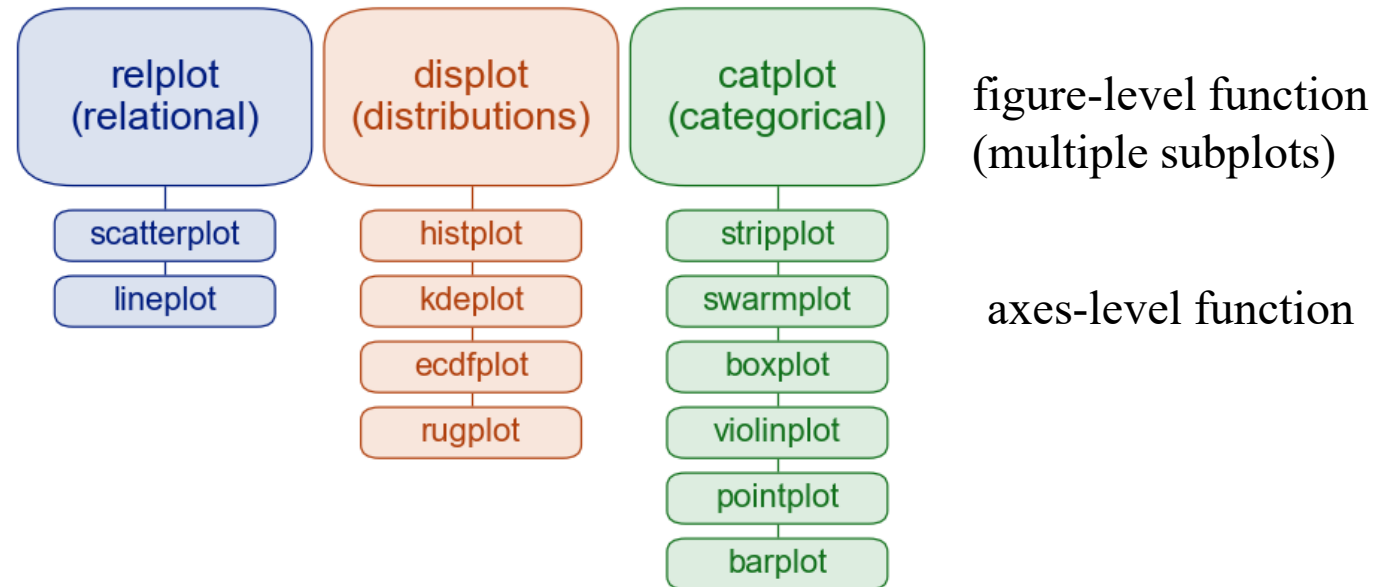 relplot
(relational)
displot
(distributions)
catplot
(categorical)
figure-level function
(multiple subplots)
scatterplot
lineplot
histplot
kdeplot
ecdfplot
rugplot
stripplot
swarmplot
boxplot
violinplot
pointplot
barplot
axes-level function